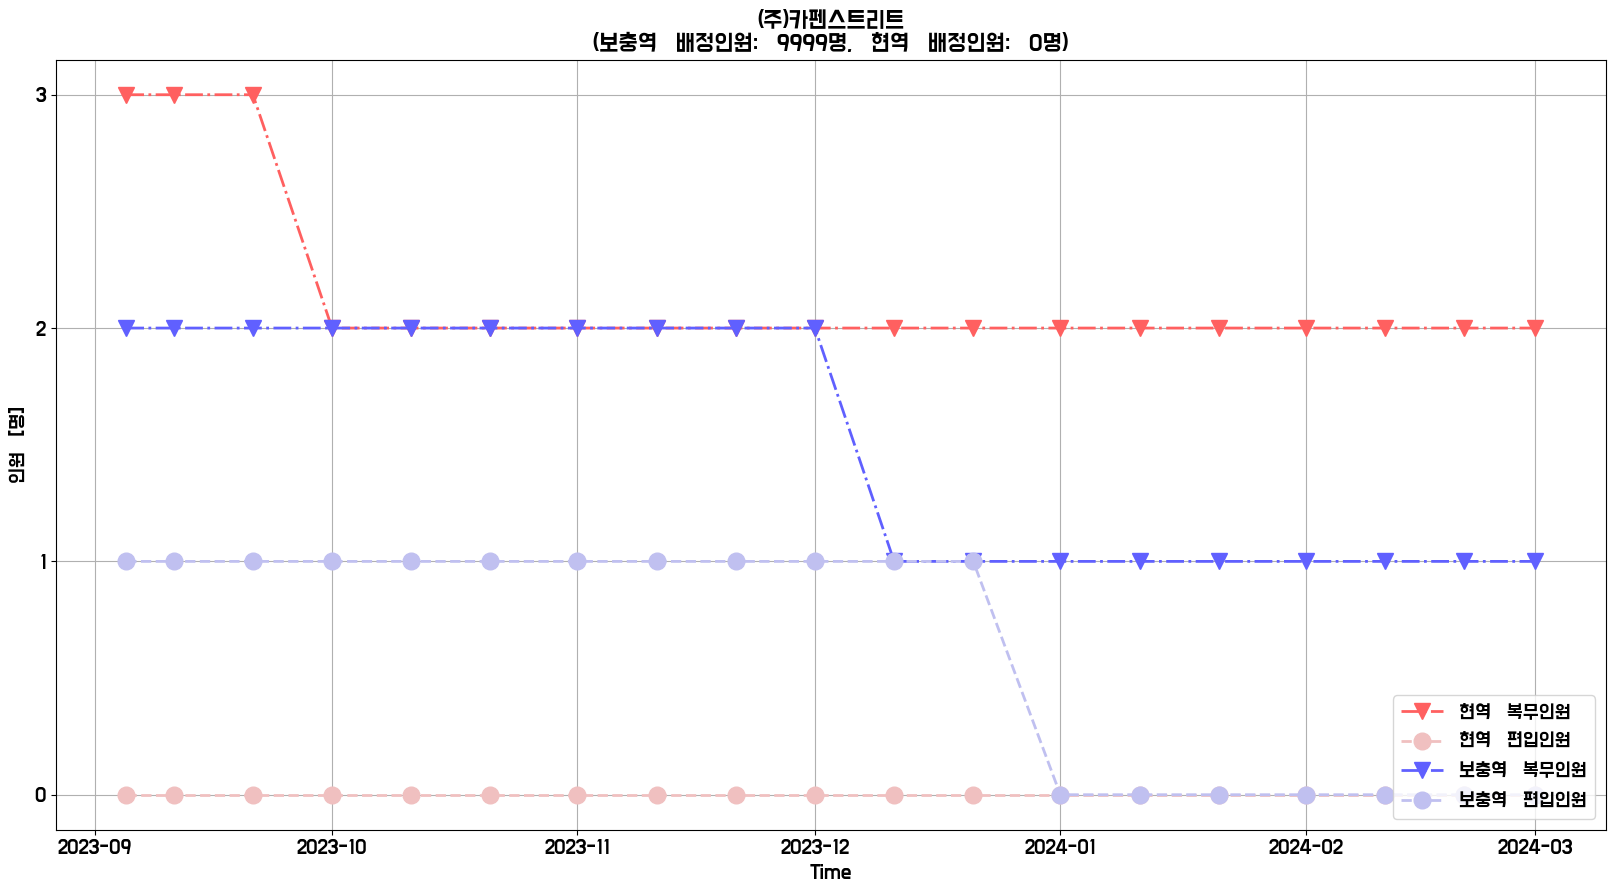 (주)카펜스트리트
(보충역 배정인원: 9999명, 현역 배정인원: 0명)
인원 [명]
3
2
1
0
2023-09
2023-10
2023-11
2023-12
2024-01
2024-02
2024-03
Time
현역 복무인원
현역 편입인원
보충역 복무인원
보충역 편입인원